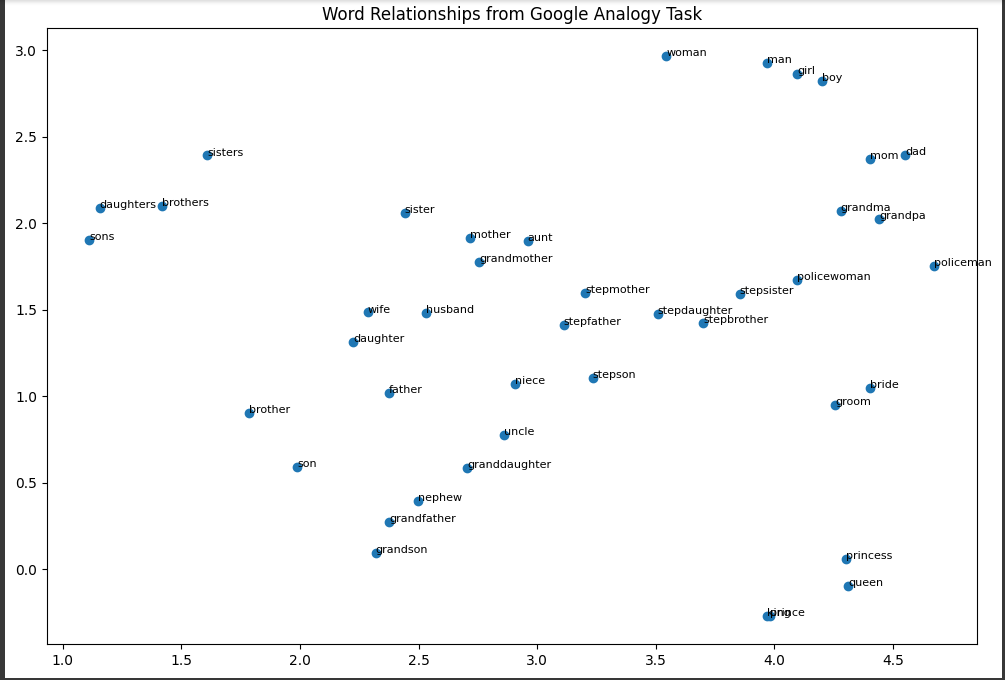 Word Relationships from Google Analogy Task
3.0
woman
man
girl
boy
2.5
sisters
mom
dad
daughters
brothers
sister
grandma
grandpa
2.0
sons
mother
aunt
grandmother
policeman
policewoman
stepmother
stepsister
1.5
wife
husband
stepfather
stepdaughter
stepbrother
daughter
niece
stepson
father
bride
1.0
brother
groom
uncle
son
granddaughter
0.5
nephew
grandfather
grandson
princess
0.0
queen
king
prince
1.0 1.5 2.0 2.5 3.0 3.5 4.0 4.5